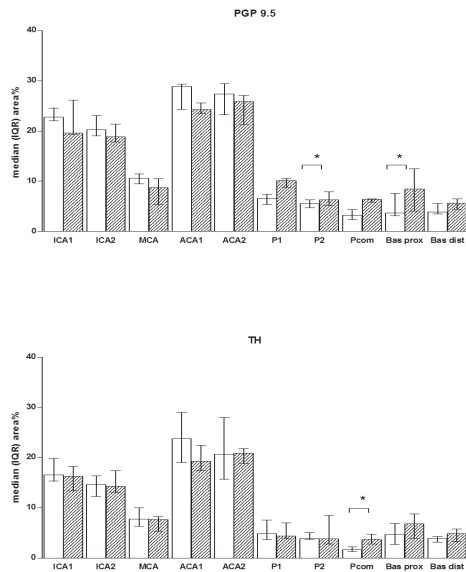 PGP 9.5
median (IQR) area%
40
30
20
10
0
* *
ICA1 ICA2 MCA ACA1 ACA2 P1 P2 Pcom Bas prox Bas dist
TH
median (IQR) area%
40
30
20
10
0
*
ICA1 ICA2 MCA ACA1 ACA2 P1 P2 Pcom Bas prox Bas dist